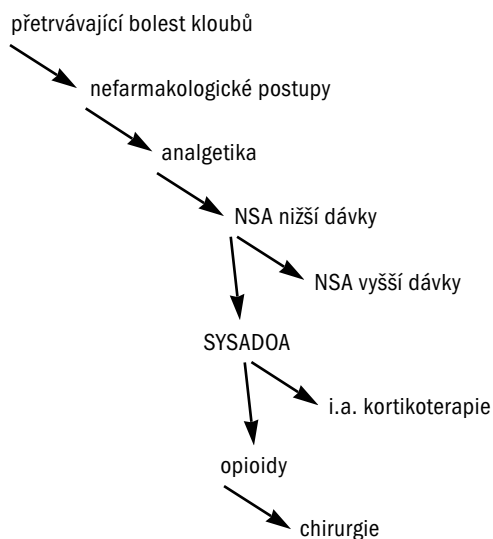 přetrvávající bolest kloubů
nefarmakologické postupy
analgetika
NSA nižší dávky
NSA vyšší dávky
SYSADOA
i.a. kortikoterapie
opioidy
chirurgie